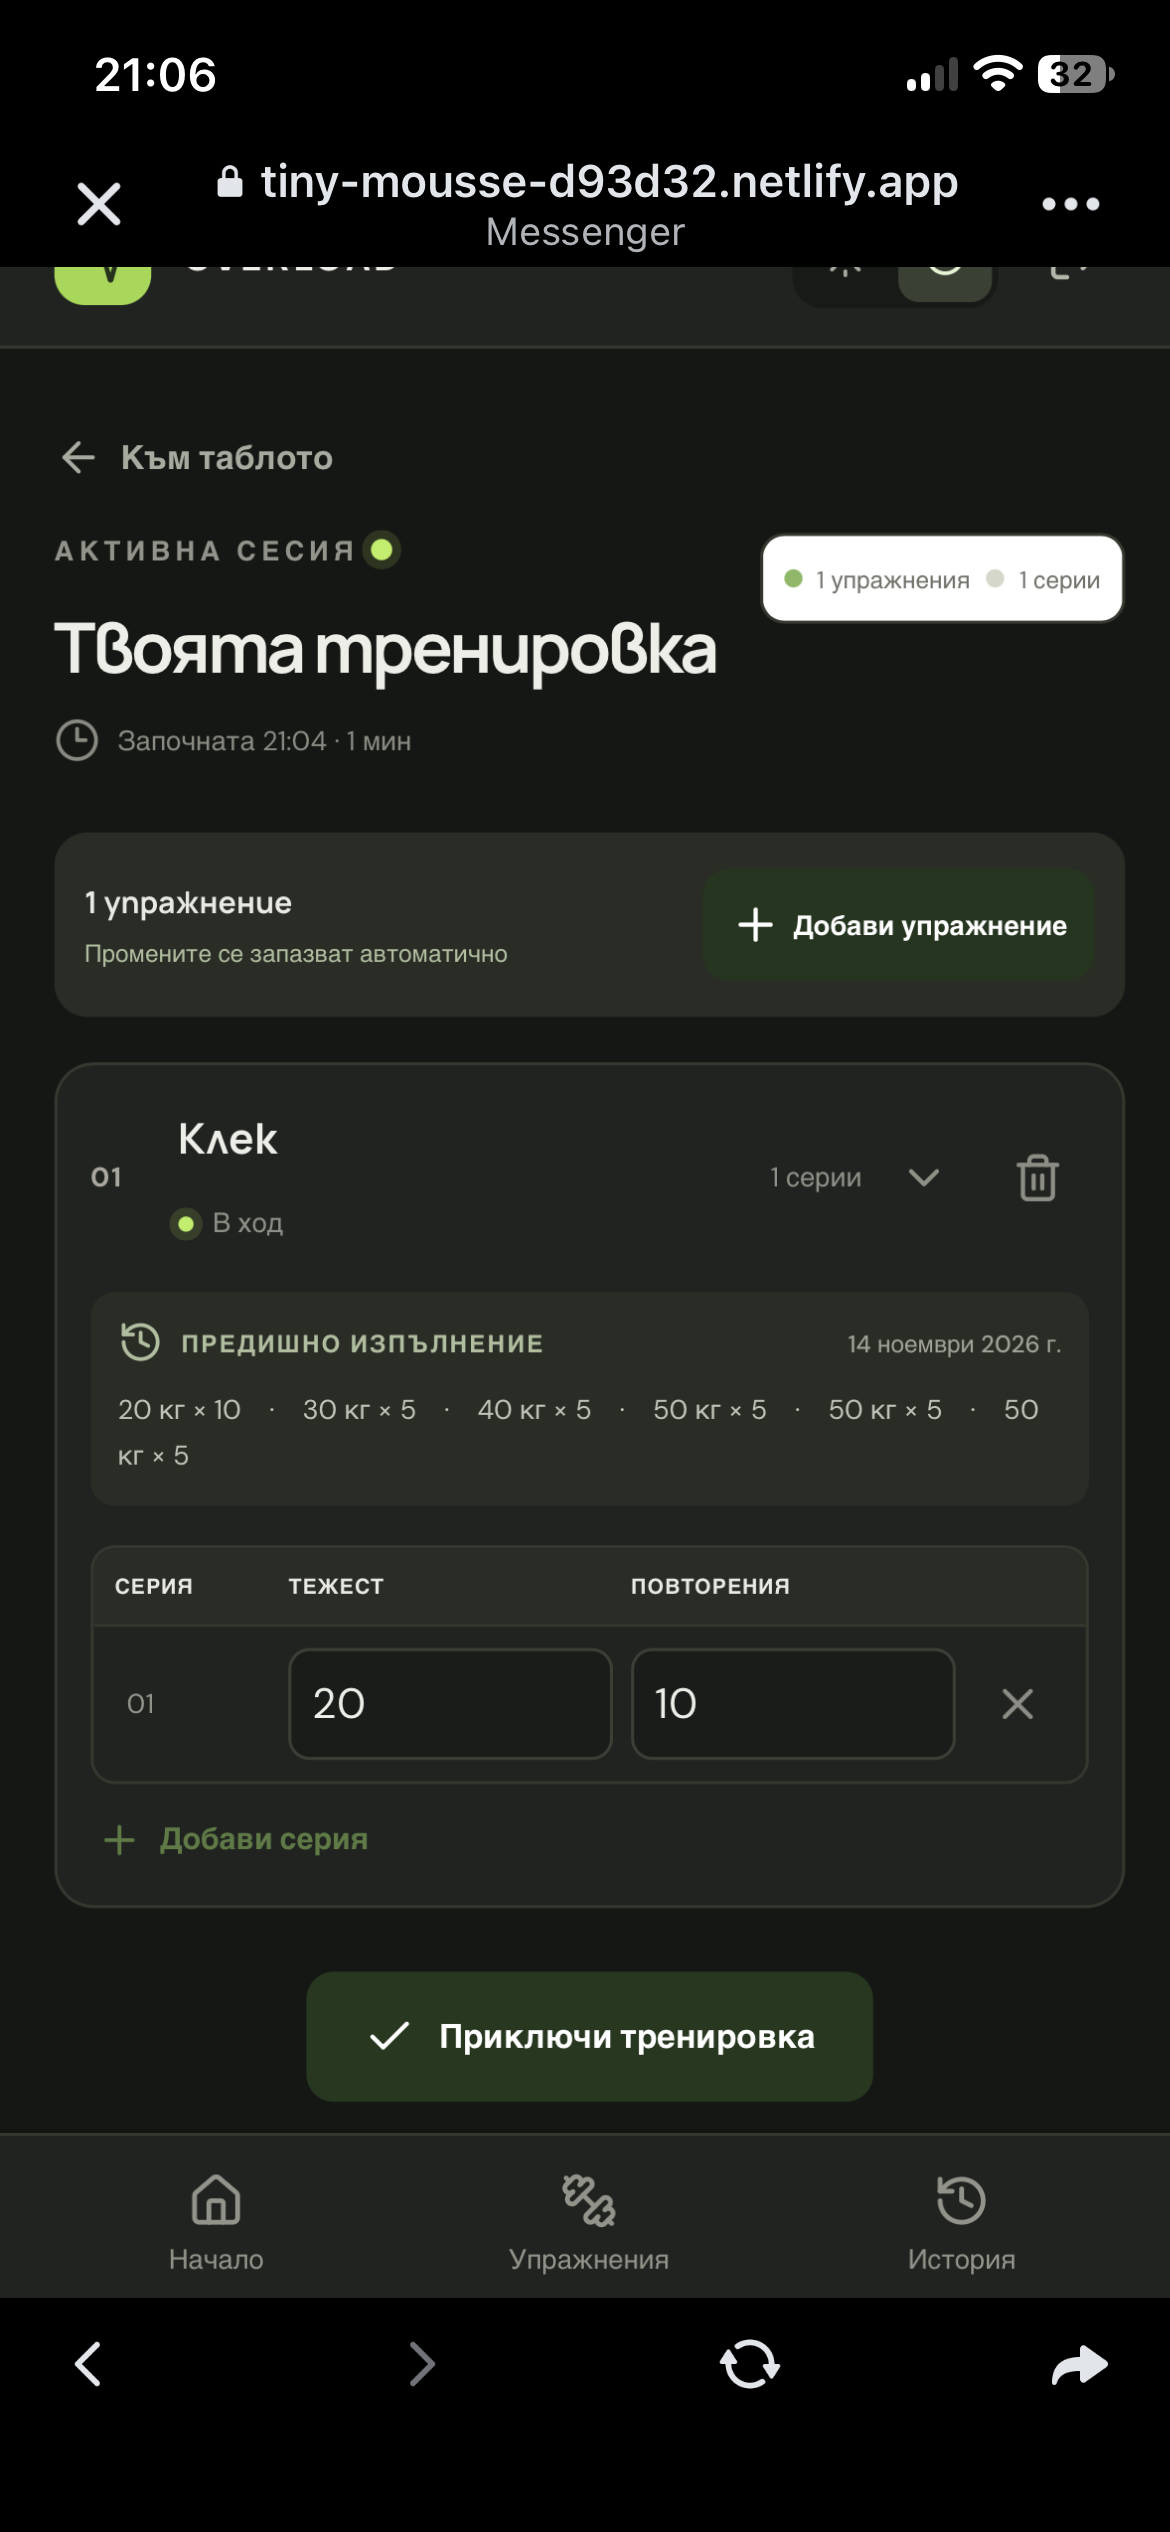 21:06
32
tiny-mousse-d93d32.netlify.app
Messenger
OVERLOAD
Към таблото
АКТИВНА СЕСИЯ
1 упражнения 1 серии
Твоята тренировка
Започната 21:04 · 1 мин
1 упражнение
Добави упражнение
Промените се запазват автоматично
Клек
01
1 серии
В ход
ПРЕДИШНО ИЗПЪЛНЕНИЕ 14 ноември 2026 г.
20 кг × 10 · 30 кг × 5 · 40 кг × 5 · 50 кг × 5 · 50 кг × 5 · 50
кг × 5
СЕРИЯ ТЕЖЕСТ ПОВТОРЕНИЯ
01 20 10
Добави серия
Приключи тренировка
Начало Упражнения История